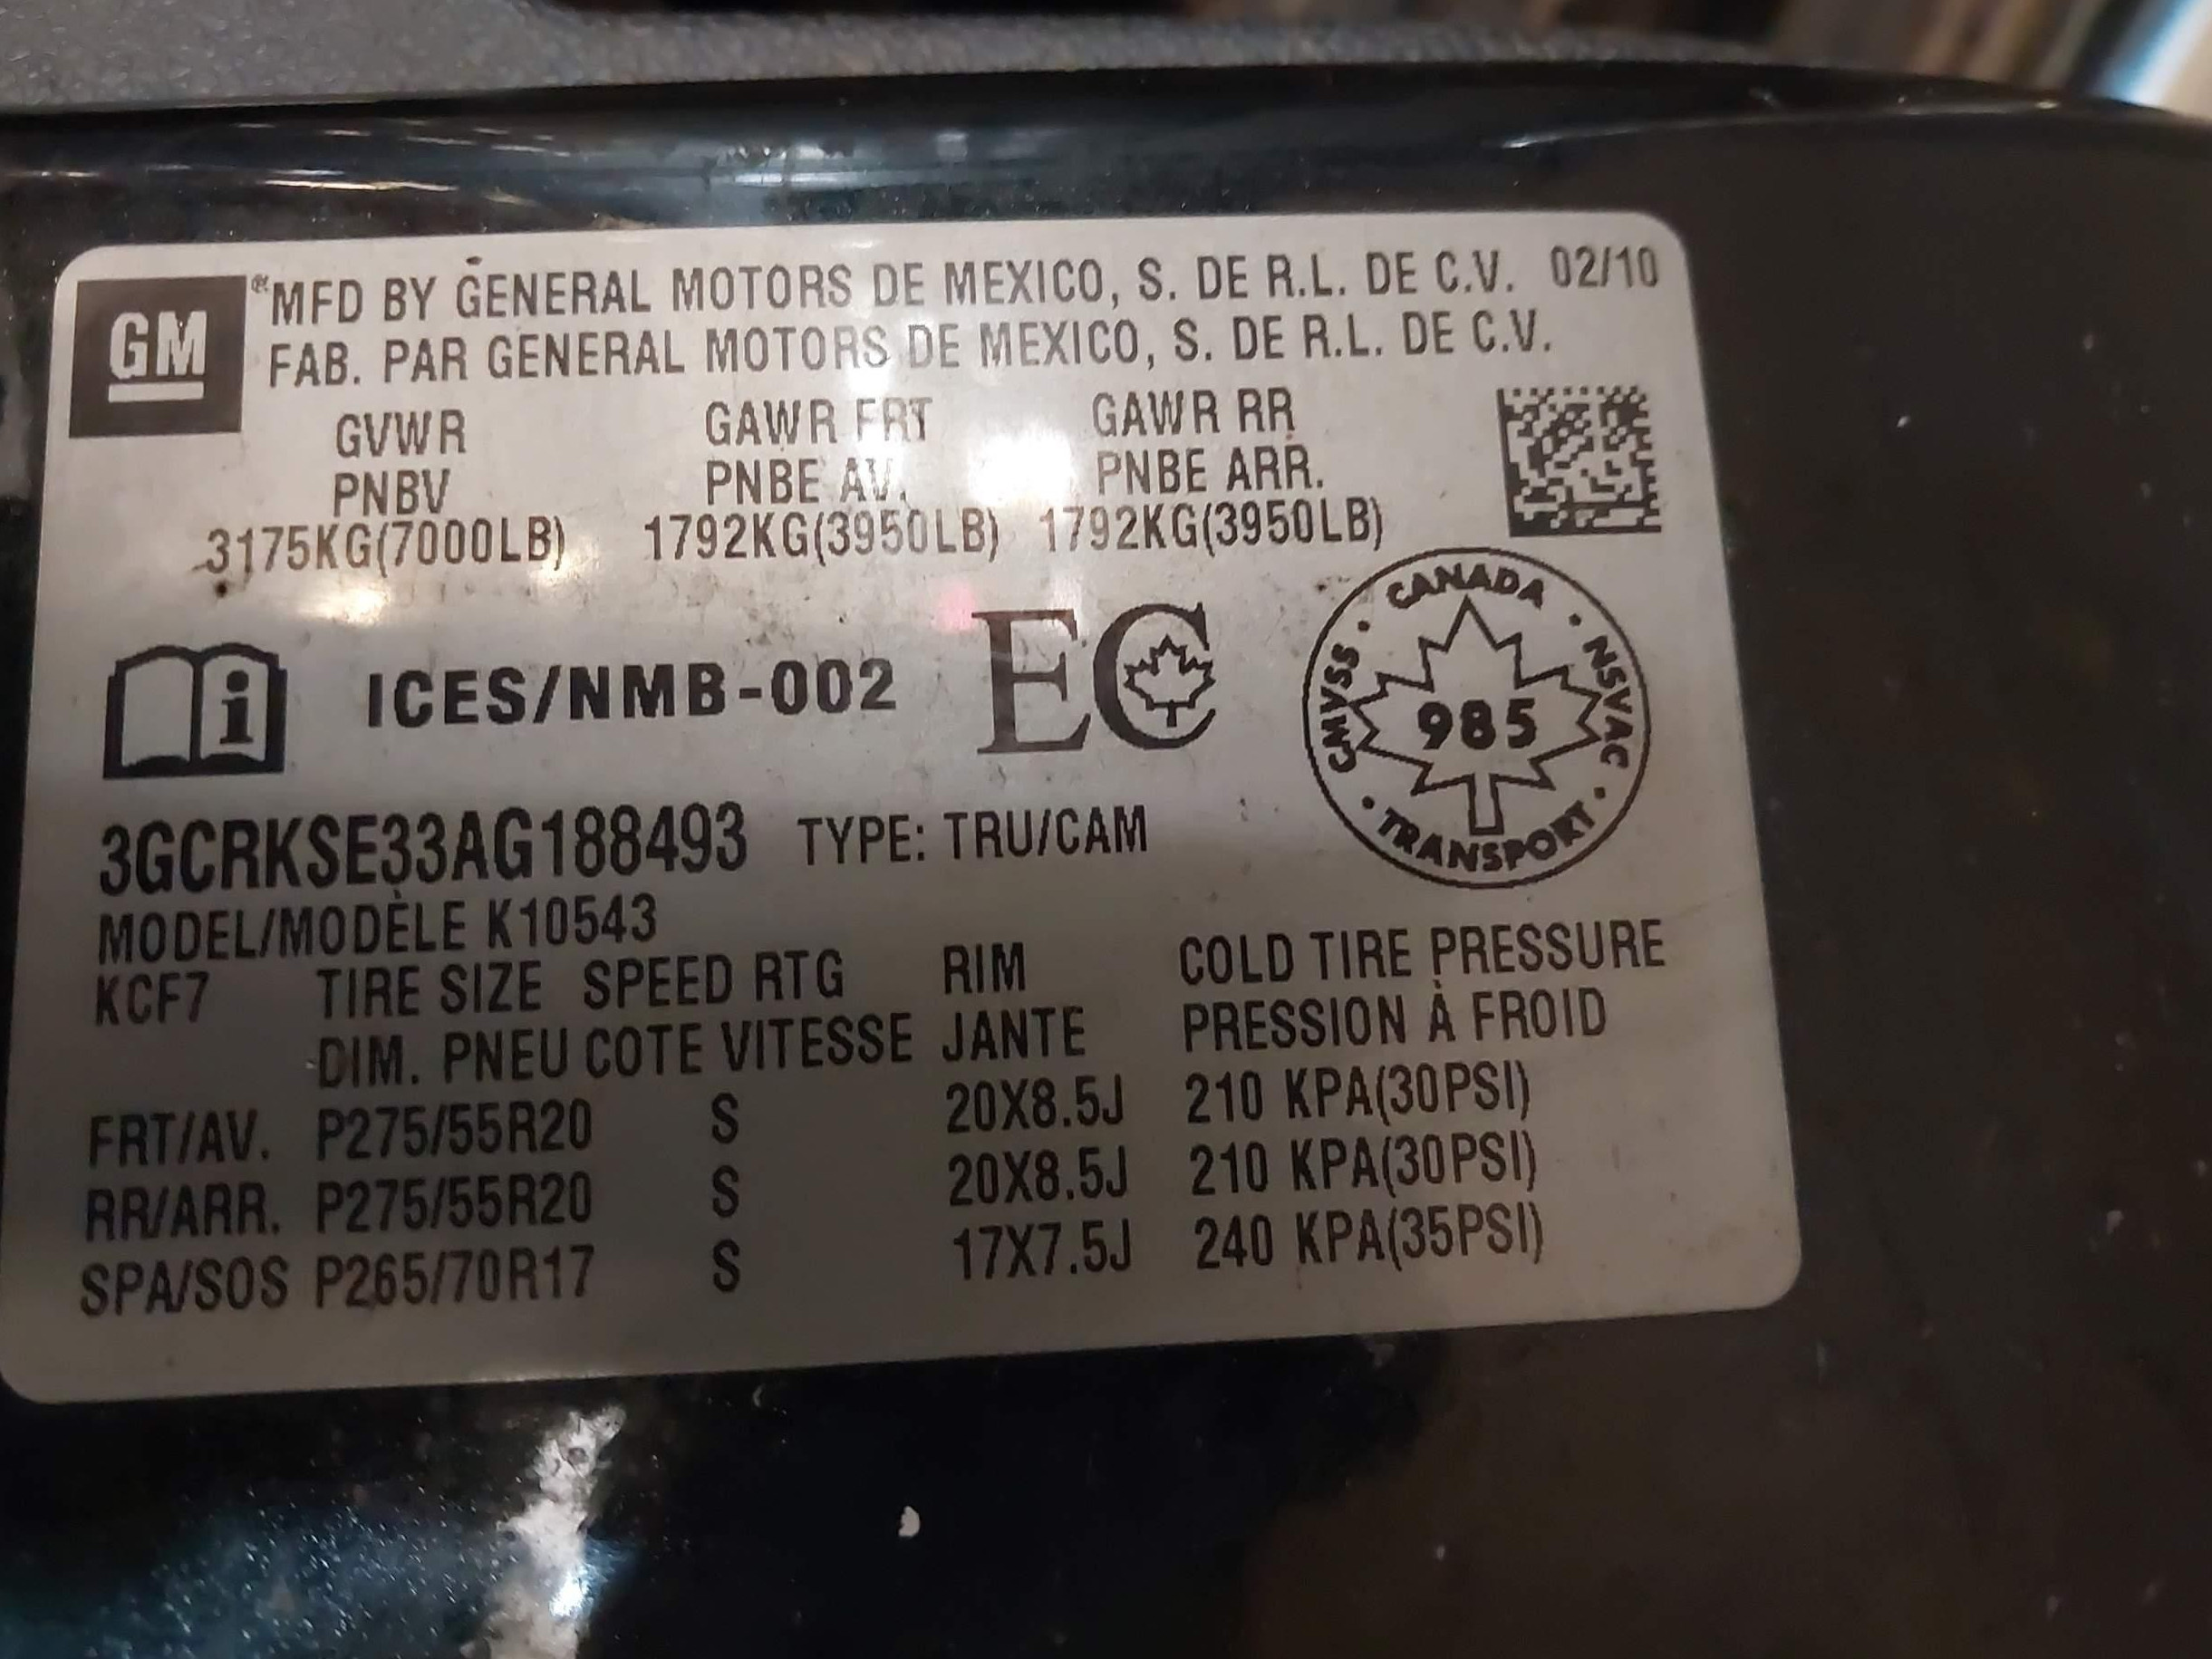 GM
®MFD BY GENERAL MOTORS DE MEXICO, S. DE R.L. DE C.V. 02/10
FAB. PAR GENERAL MOTORS DE MEXICO, S. DE R.L. DE C.V.
GVWR GAWR FRT GAWR RR
PNBV PNBE AV. PNBE ARR.
3175KG(7000LB) 1792KG(3950LB) 1792KG(3950LB)
i ICES/NMB-002 EC
CANADA · NSVAC · TRANSPORT · CMVSS ·
985
3GCRKSE33AG188493 TYPE: TRU/CAM
MODEL/MODÈLE K10543
KCF7 TIRE SIZE SPEED RTG RIM COLD TIRE PRESSURE
DIM. PNEU COTE VITESSE JANTE PRESSION À FROID
FRT/AV. P275/55R20 S 20X8.5J 210 KPA(30PSI)
RR/ARR. P275/55R20 S 20X8.5J 210 KPA(30PSI)
SPA/SOS P265/70R17 S 17X7.5J 240 KPA(35PSI)